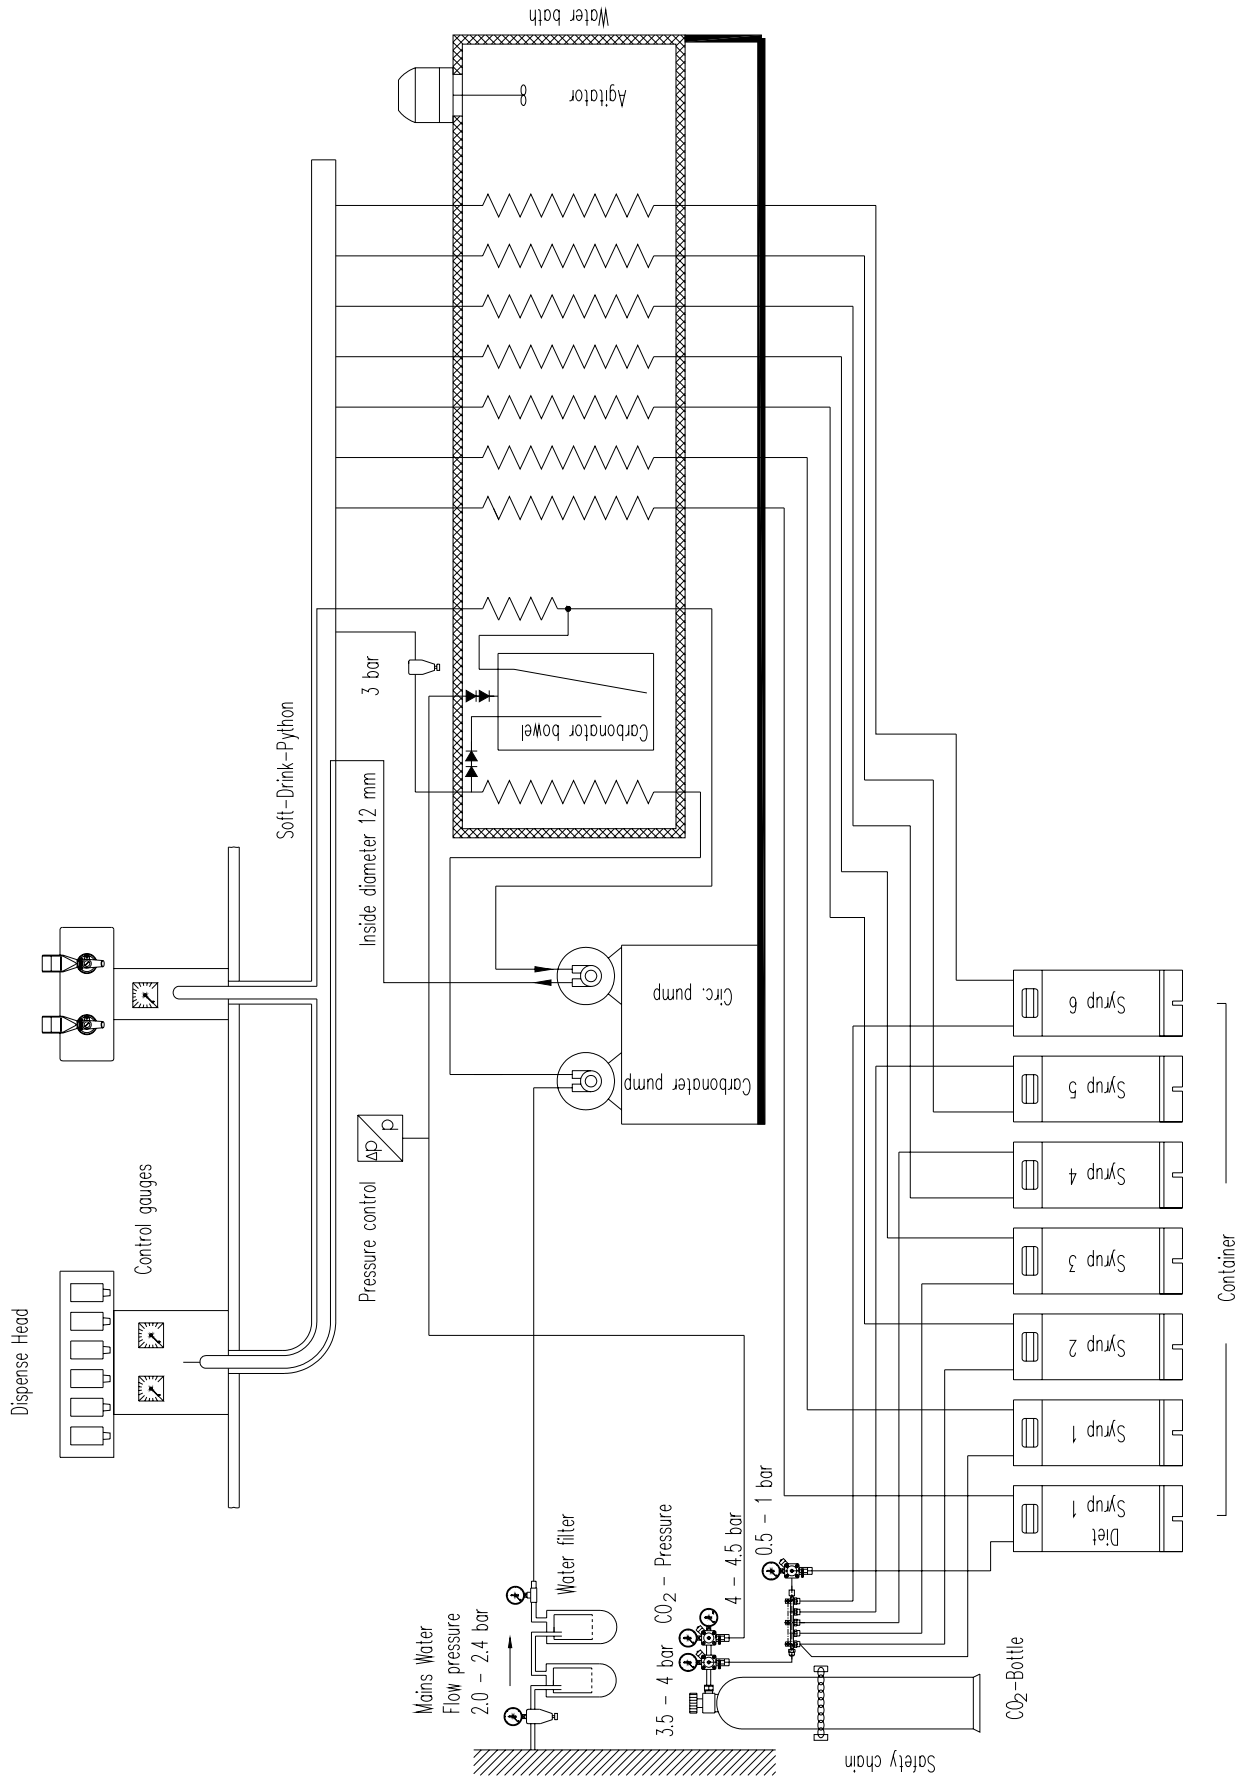 Dispense Head
Control gauges
Soft-Drink-Python
Water bath
Agitator
3 bar
Inside diameter 12 mm
Carbonator bowel
Circ. pump
Carbonater pump
Pressure control
Δp
p
Mains Water
Flow pressure
2.0 - 2.4 bar
Water filter
3.5 - 4 bar
CO2 - Pressure
4 - 4.5 bar
0.5 - 1 bar
Safety chain
CO2-Bottle
Diet
Syrup 1
Syrup 1
Syrup 2
Syrup 3
Syrup 4
Syrup 5
Syrup 6
Container